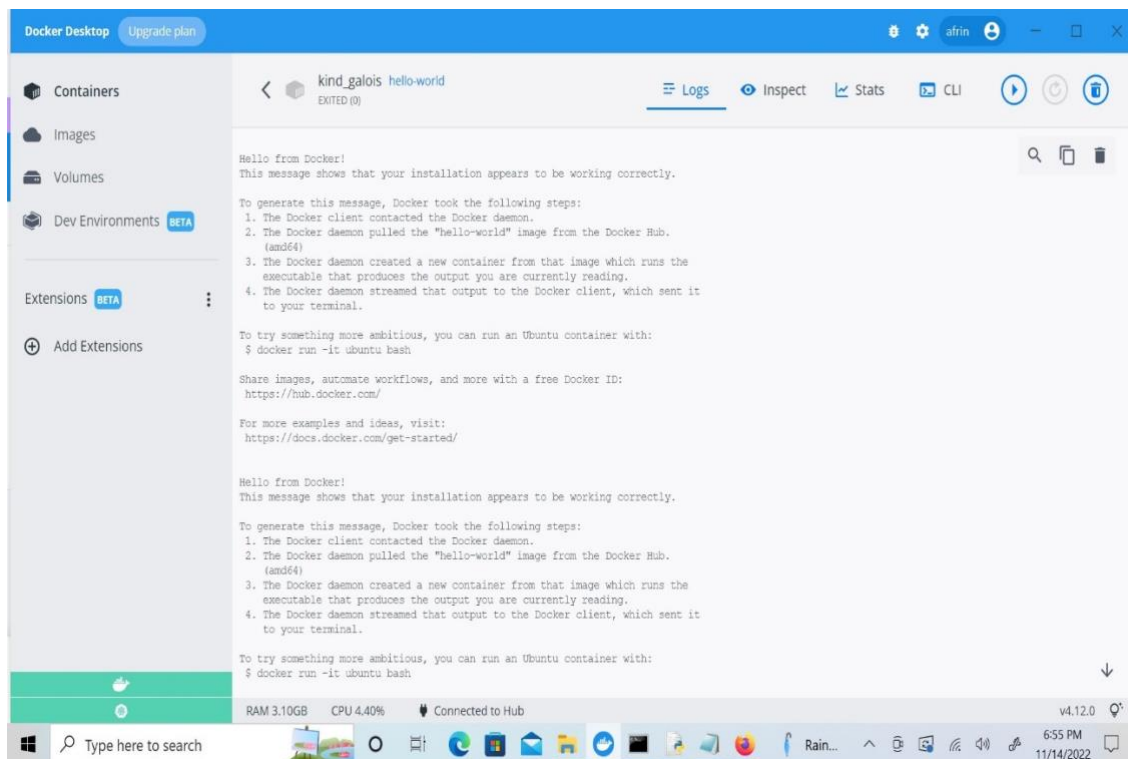 Docker Desktop Upgrade plan afrin
Containers
Images
Volumes
Dev Environments BETA
Extensions BETA
Add Extensions
kind_galois hello-world
EXITED (0)
Logs Inspect Stats CLI
Hello from Docker!
This message shows that your installation appears to be working correctly.
To generate this message, Docker took the following steps:
1. The Docker client contacted the Docker daemon.
2. The Docker daemon pulled the "hello-world" image from the Docker Hub.
(amd64)
3. The Docker daemon created a new container from that image which runs the
executable that produces the output you are currently reading.
4. The Docker daemon streamed that output to the Docker client, which sent it
to your terminal.
To try something more ambitious, you can run an Ubuntu container with:
$ docker run -it ubuntu bash
Share images, automate workflows, and more with a free Docker ID:
https://hub.docker.com/
For more examples and ideas, visit:
https://docs.docker.com/get-started/
Hello from Docker!
This message shows that your installation appears to be working correctly.
To generate this message, Docker took the following steps:
1. The Docker client contacted the Docker daemon.
2. The Docker daemon pulled the "hello-world" image from the Docker Hub.
(amd64)
3. The Docker daemon created a new container from that image which runs the
executable that produces the output you are currently reading.
4. The Docker daemon streamed that output to the Docker client, which sent it
to your terminal.
To try something more ambitious, you can run an Ubuntu container with:
$ docker run -it ubuntu bash
RAM 3.10GB CPU 4.40% Connected to Hub v4.12.0
Type here to search Rain... 6:55 PM
11/14/2022